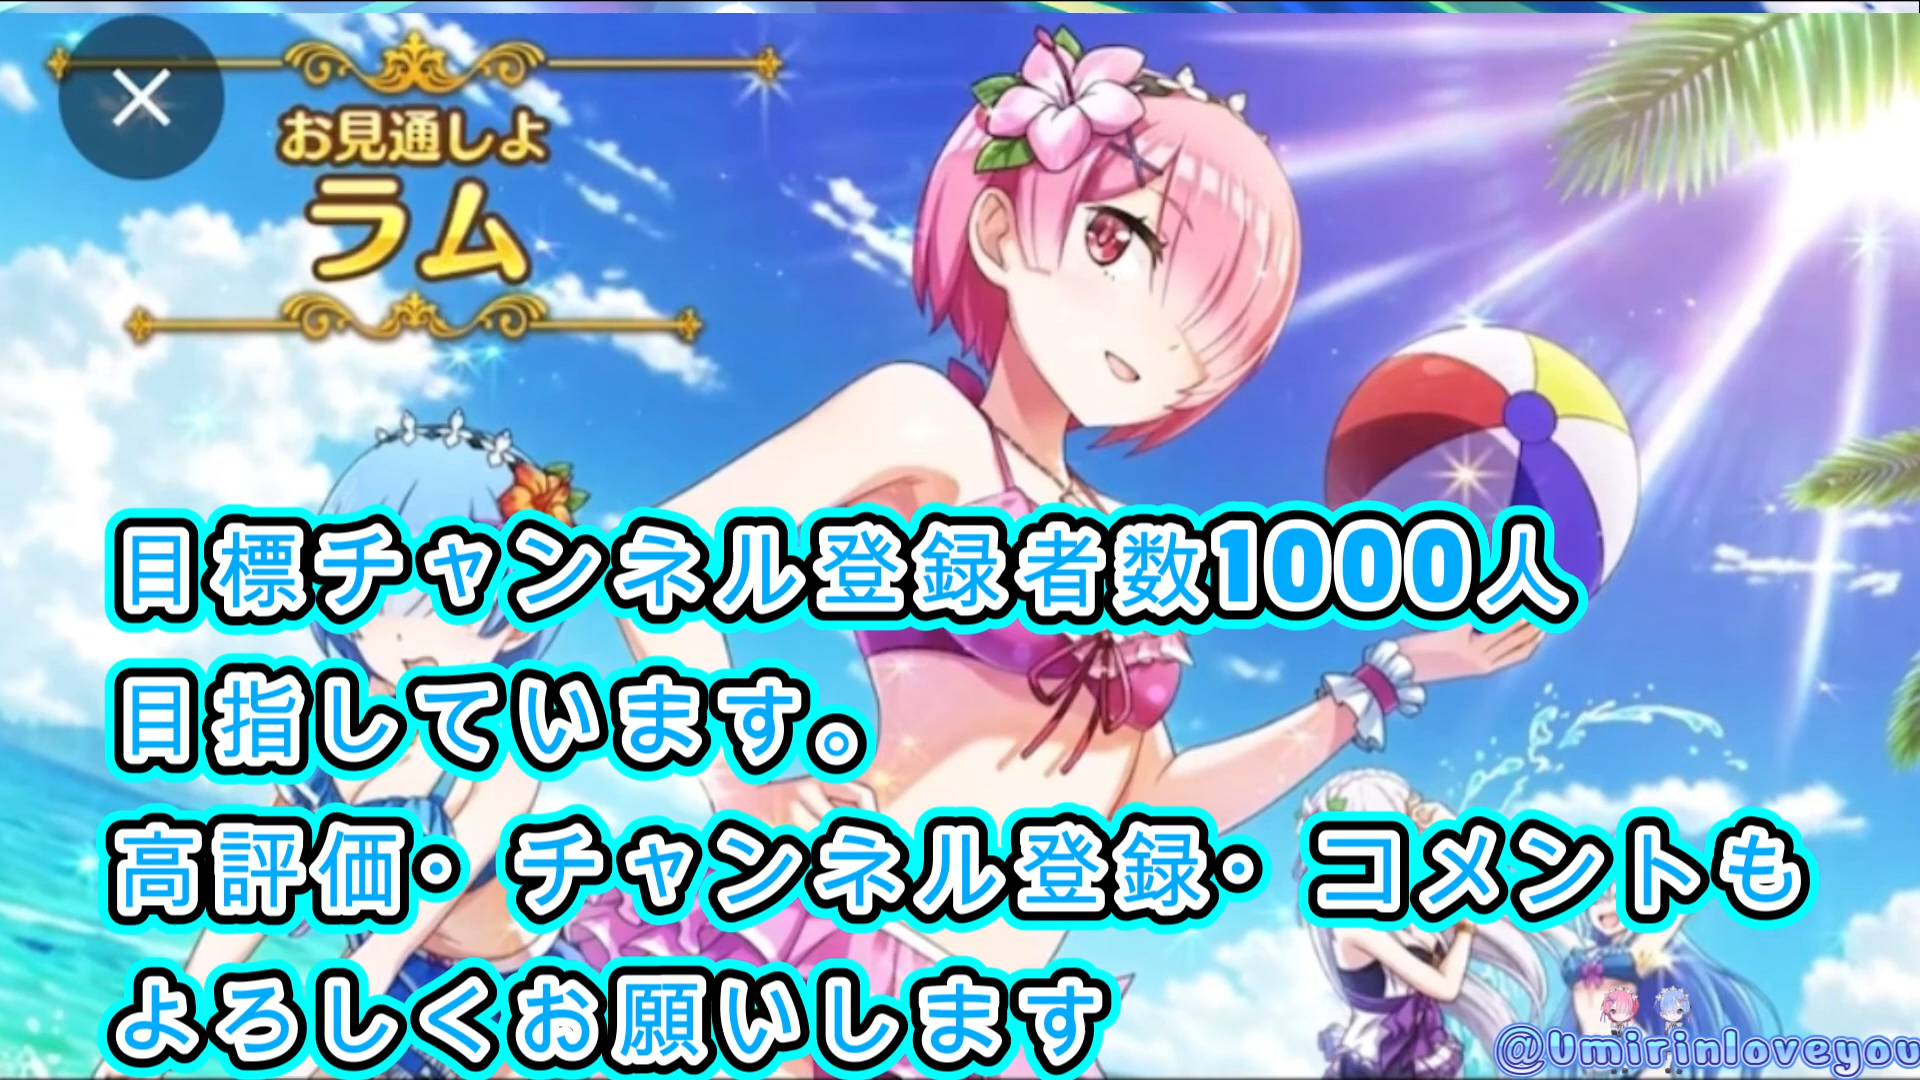 お見通しよ
ラム
目標チャンネル登録者数1000人
目指しています。
高評価・チャンネル登録・コメントも
よろしくお願いします
@Umirinloveyou